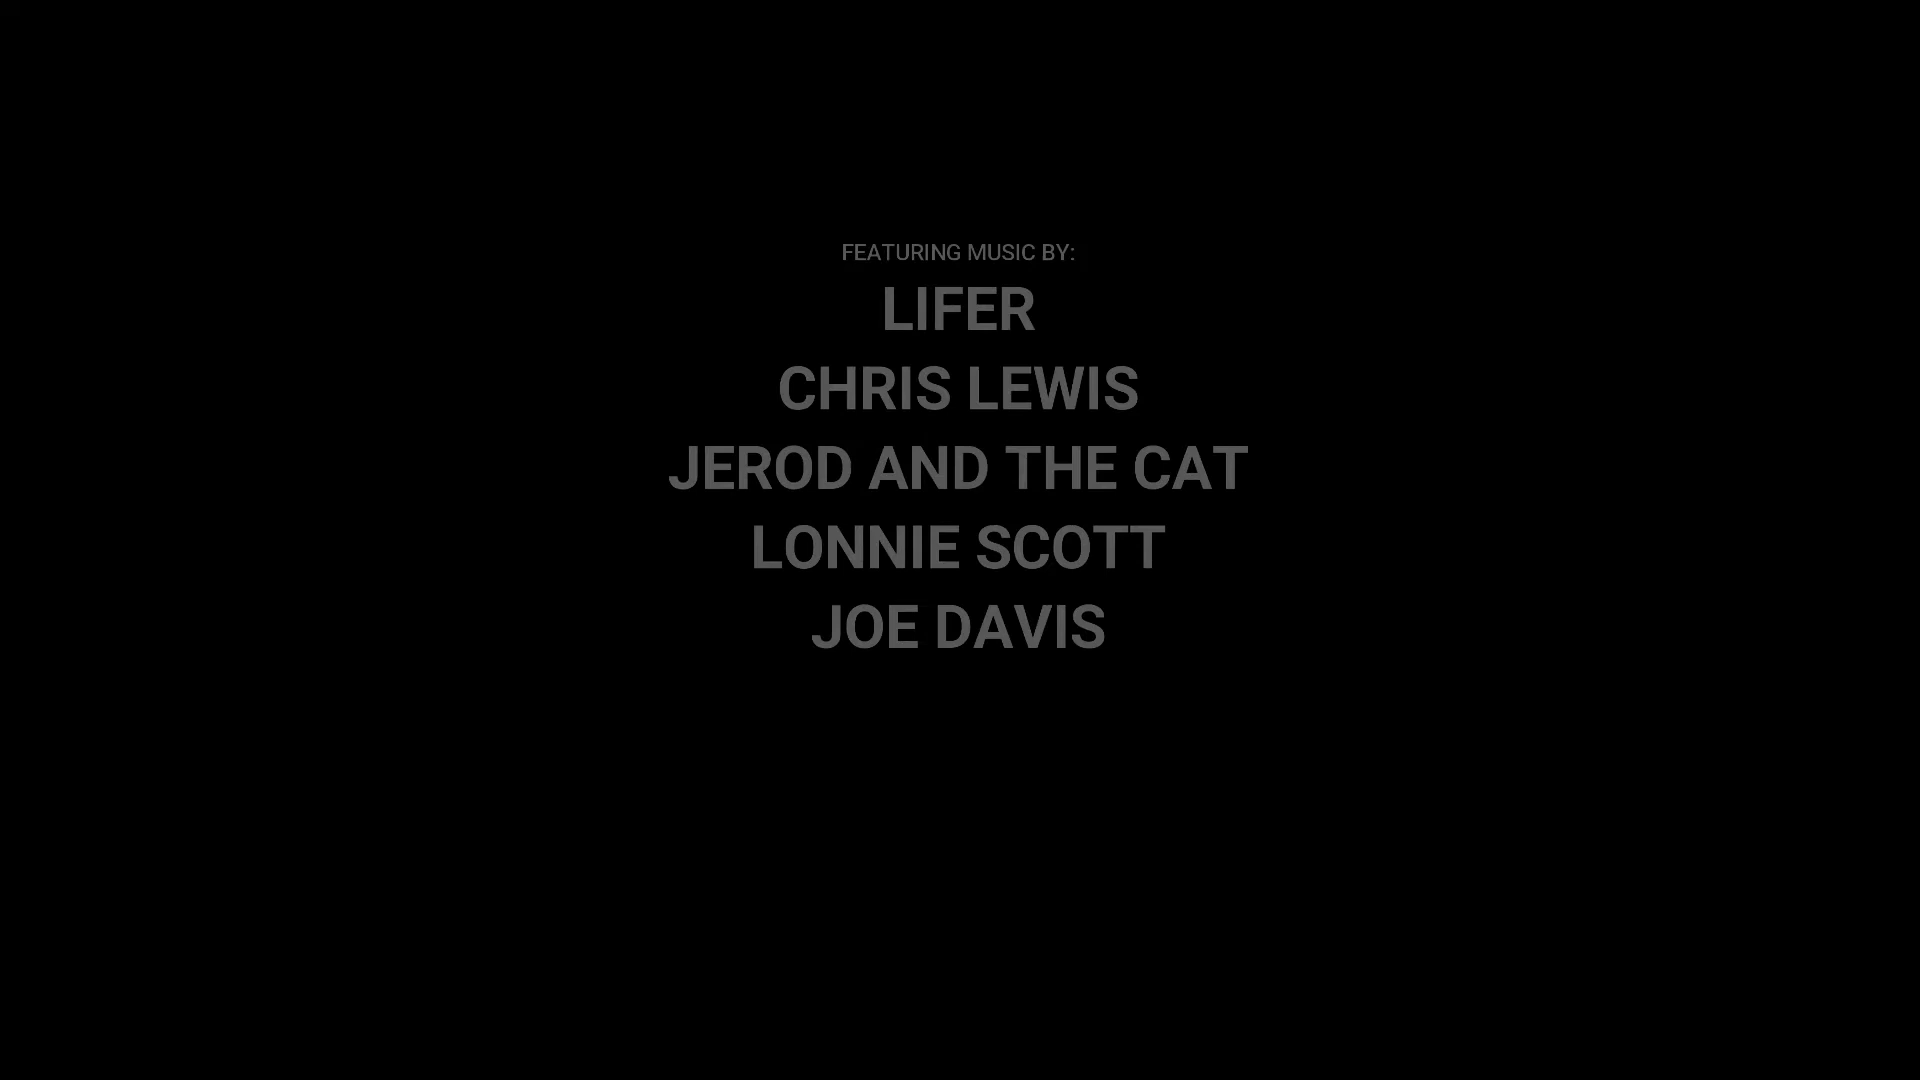 FEATURING MUSIC BY:
LIFER
CHRIS LEWIS
JEROD AND THE CAT
LONNIE SCOTT
JOE DAVIS